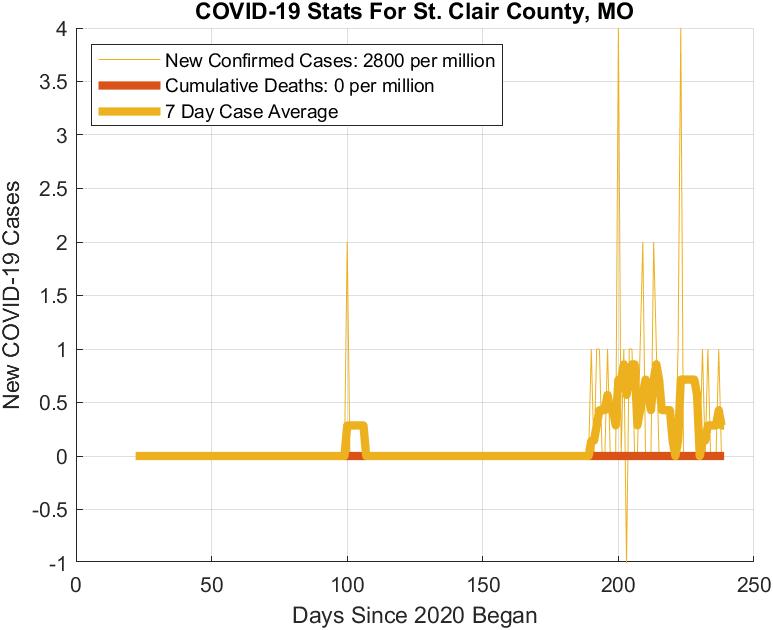 COVID-19 Stats For St. Clair County, MO
New Confirmed Cases: 2800 per million
Cumulative Deaths: 0 per million
7 Day Case Average
New COVID-19 Cases
4
3.5
3
2.5
2
1.5
1
0.5
0
-0.5
-1
0 50 100 150 200 250
Days Since 2020 Began